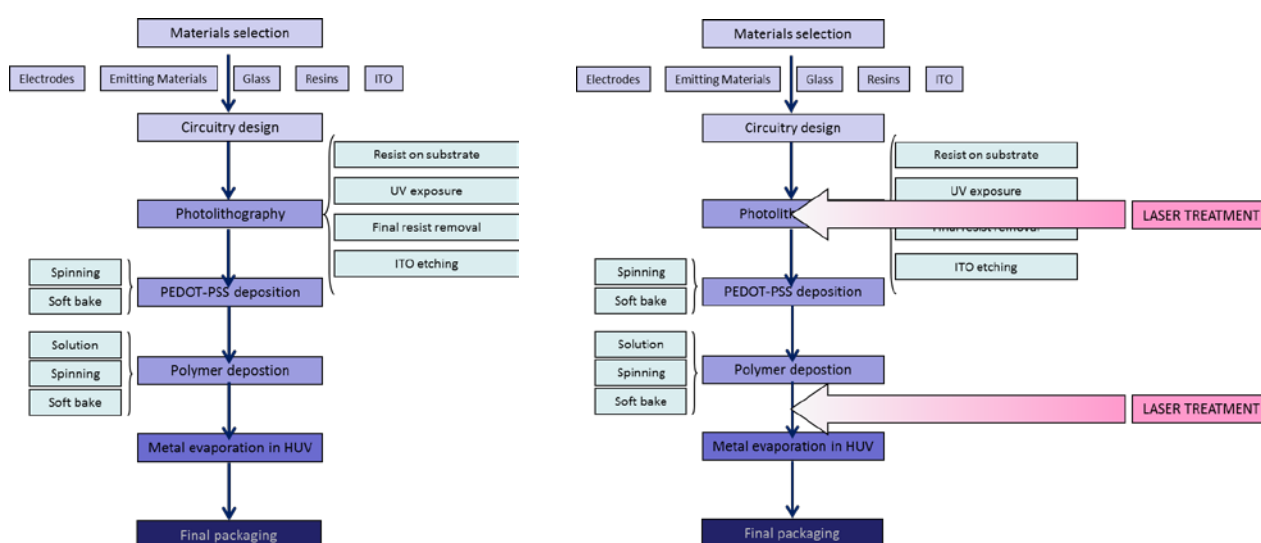 Materials selection
Electrodes
Emitting Materials
Glass
Resins
ITO
Circuitry design
Resist on substrate
UV exposure
Photolithography
Final resist removal
ITO etching
Spinning
Soft bake
PEDOT-PSS deposition
Solution
Spinning
Soft bake
Polymer depostion
Metal evaporation in HUV
Final packaging
Materials selection
Electrodes
Emitting Materials
Glass
Resins
ITO
Circuitry design
Resist on substrate
UV exposure
LASER TREATMENT
Final resist removal
ITO etching
Spinning
Soft bake
PEDOT-PSS deposition
Solution
Spinning
Soft bake
Polymer depostion
LASER TREATMENT
Metal evaporation in HUV
Final packaging